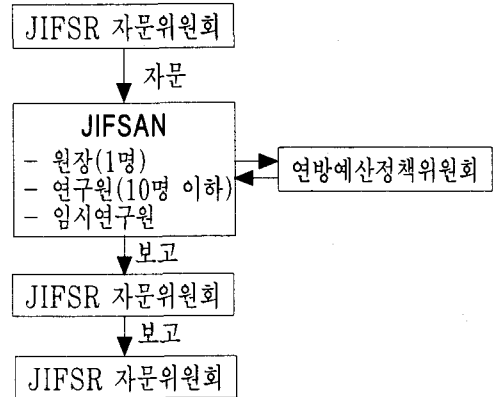 JIFSR 자문위원회
자문
JIFSAN
- 원장(1명)
- 연구원(10명 이하)
- 임시연구원
연방예산정책위원회
보고
JIFSR 자문위원회
보고
JIFSR 자문위원회